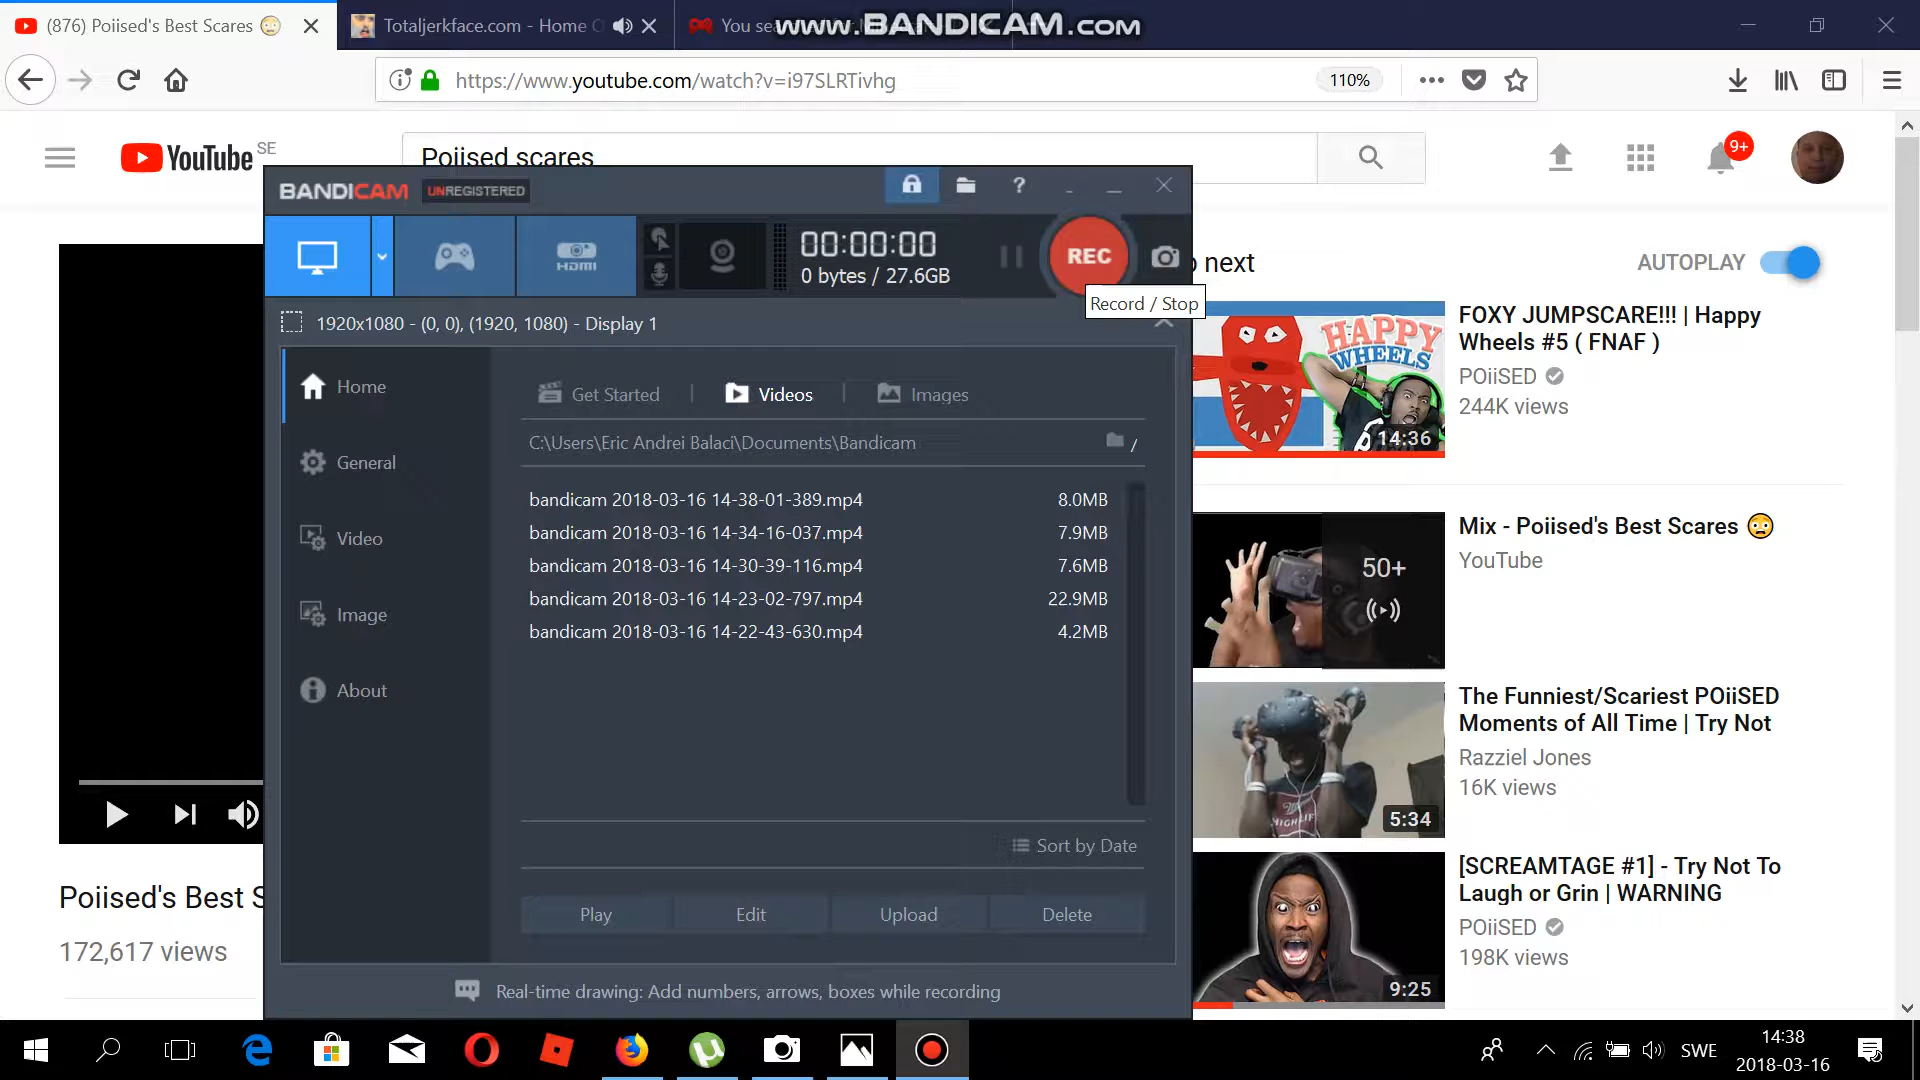 (876) Poiised's Best Scares 😳
Totaljerkface.com - Home
You se
www.BANDICAM.com
https://www.youtube.com/watch?v=i97SLRTivhg
110%
YouTube SE
Poiised scares
9+
BANDICAM UNREGISTERED
?
HDMI
00:00:00
0 bytes / 27.6GB
REC
Record / Stop
1920x1080 - (0, 0), (1920, 1080) - Display 1
Home
General
Video
Image
About
Get Started
Videos
Images
C:\Users\Eric Andrei Balaci\Documents\Bandicam
bandicam 2018-03-16 14-38-01-389.mp4 8.0MB
bandicam 2018-03-16 14-34-16-037.mp4 7.9MB
bandicam 2018-03-16 14-30-39-116.mp4 7.6MB
bandicam 2018-03-16 14-23-02-797.mp4 22.9MB
bandicam 2018-03-16 14-22-43-630.mp4 4.2MB
Sort by Date
Play
Edit
Upload
Delete
Real-time drawing: Add numbers, arrows, boxes while recording
Poiised's Best S
172,617 views
next
AUTOPLAY
HAPPY
WHEELS
14:36
FOXY JUMPSCARE!!! | Happy
Wheels #5 ( FNAF )
POiiSED
244K views
50+
Mix - Poiised's Best Scares 😳
YouTube
5:34
The Funniest/Scariest POiiSED
Moments of All Time | Try Not
Razziel Jones
16K views
9:25
[SCREAMTAGE #1] - Try Not To
Laugh or Grin | WARNING
POiiSED
198K views
SWE
14:38
2018-03-16